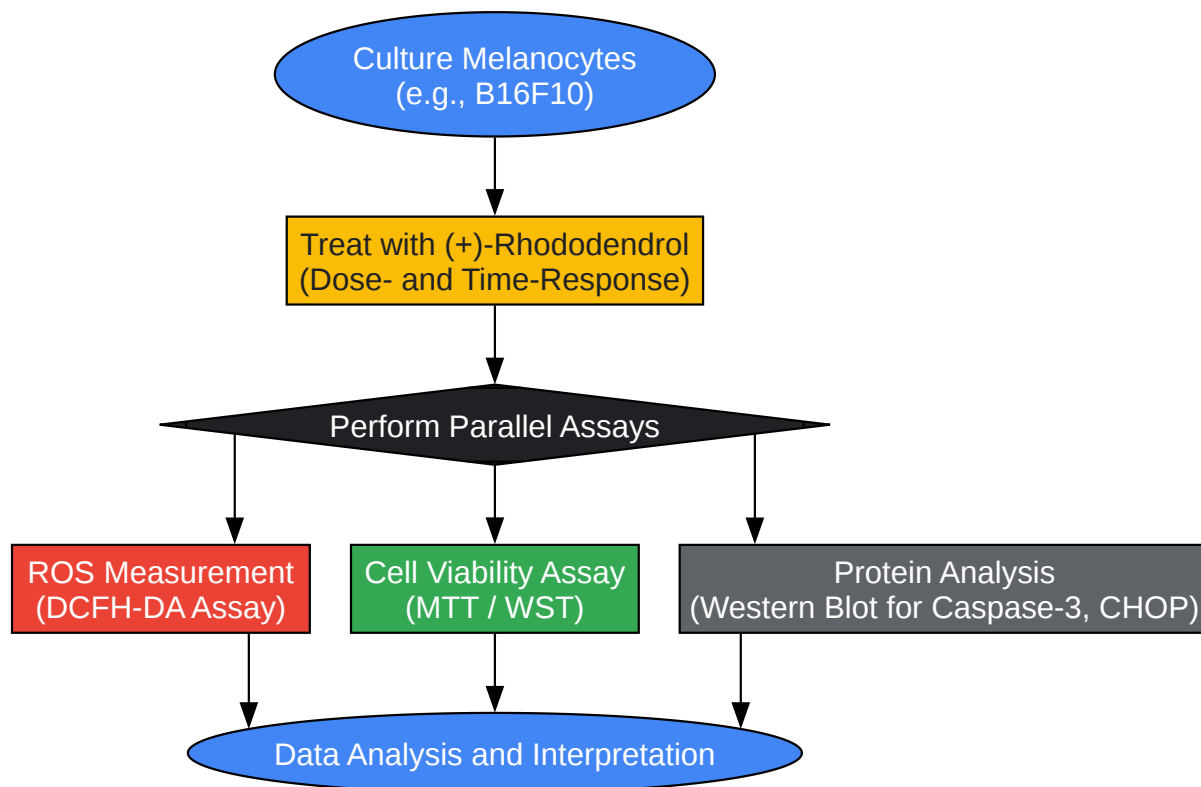 Culture Melanocytes
(e.g., B16F10)
Treat with (+)-Rhododendrol
(Dose- and Time-Response)
Perform Parallel Assays
ROS Measurement
(DCFH-DA Assay)
Cell Viability Assay
(MTT / WST)
Protein Analysis
(Western Blot for Caspase-3, CHOP)
Data Analysis and Interpretation